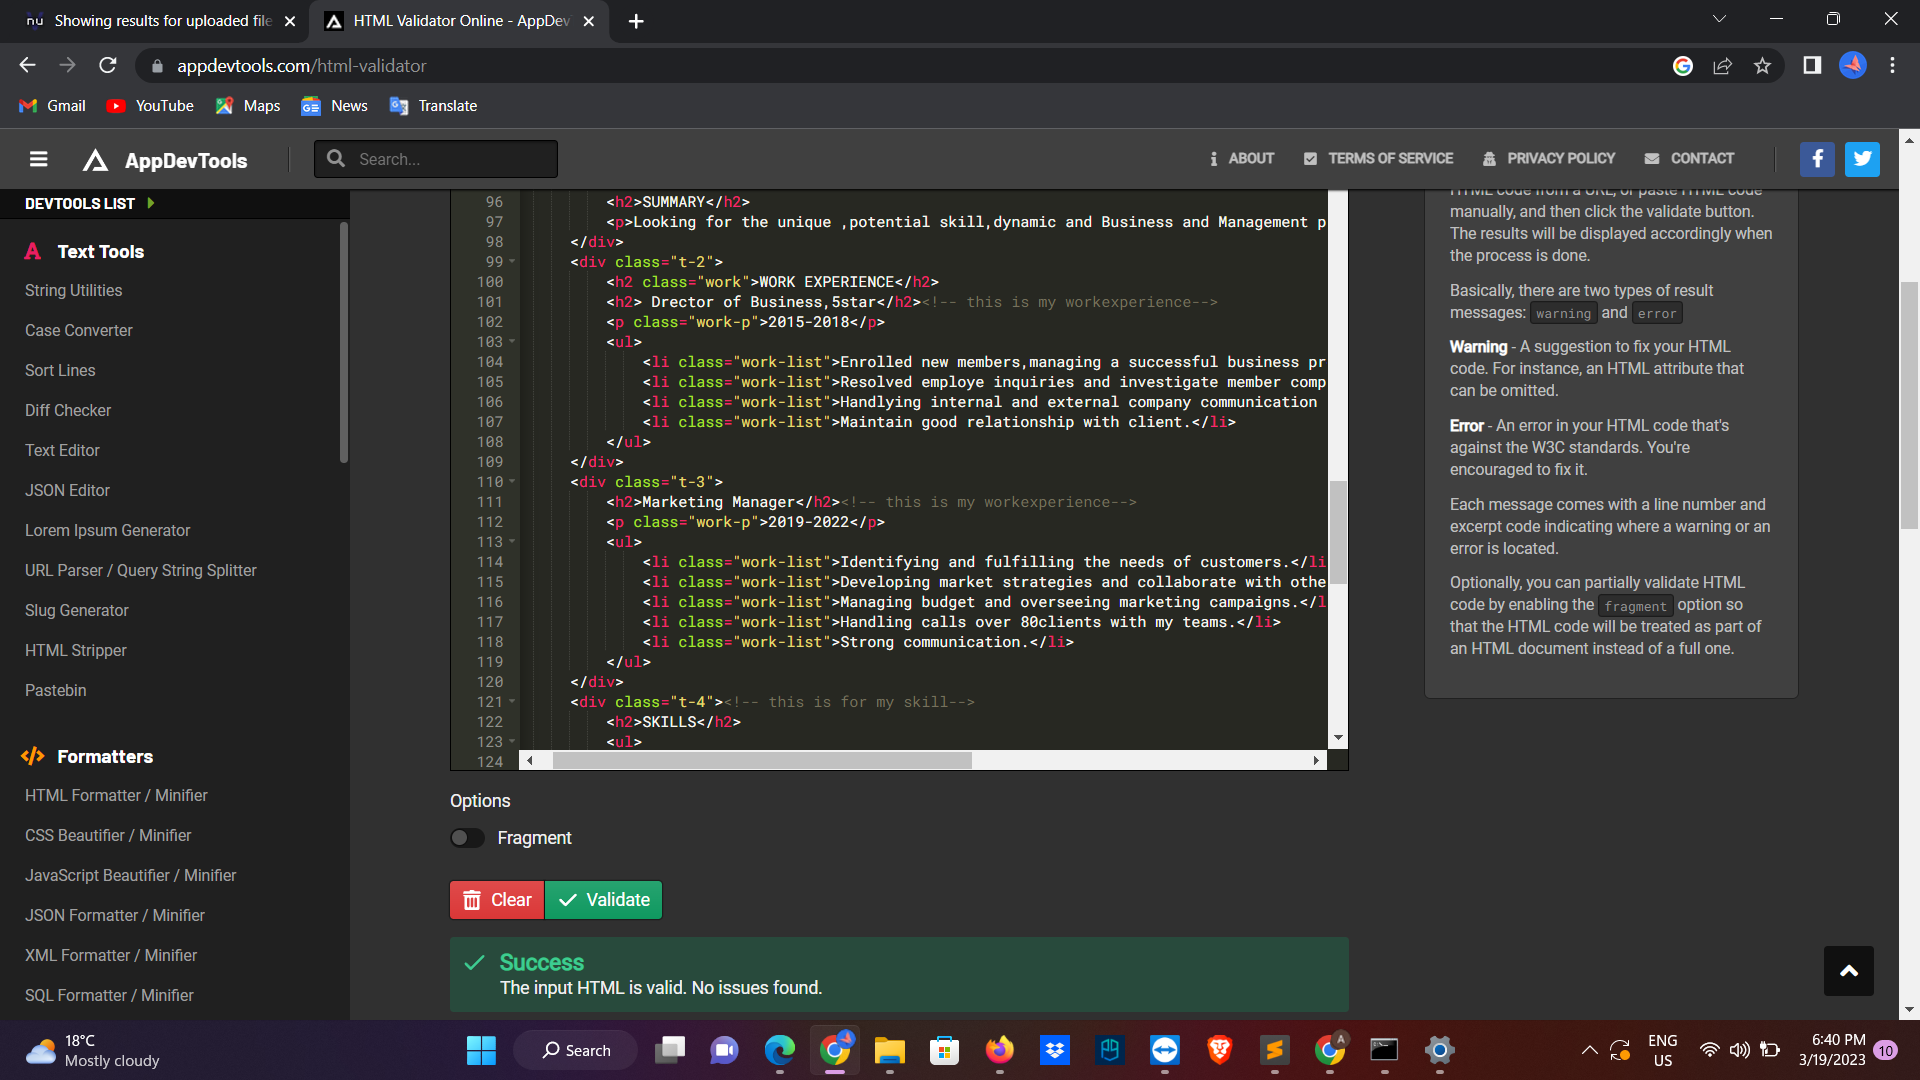 Showing results for uploaded file
HTML Validator Online - AppDev
appdevtools.com/html-validator
Gmail
YouTube
Maps
News
Translate
AppDevTools
Search...
ABOUT
TERMS OF SERVICE
PRIVACY POLICY
CONTACT
DEVTOOLS LIST
Text Tools
String Utilities
Case Converter
Sort Lines
Diff Checker
Text Editor
JSON Editor
Lorem Ipsum Generator
URL Parser / Query String Splitter
Slug Generator
HTML Stripper
Pastebin
Formatters
HTML Formatter / Minifier
CSS Beautifier / Minifier
JavaScript Beautifier / Minifier
JSON Formatter / Minifier
XML Formatter / Minifier
SQL Formatter / Minifier
96 <h2>SUMMARY</h2>
97 <p>Looking for the unique ,potential skill,dynamic and Business and Management p
98 </div>
99 <div class="t-2">
100 <h2 class="work">WORK EXPERIENCE</h2>
101 <h2> Drector of Business,5star</h2><!-- this is my workexperience-->
102 <p class="work-p">2015-2018</p>
103 <ul>
104 <li class="work-list">Enrolled new members,managing a successful business pr
105 <li class="work-list">Resolved employe inquiries and investigate member comp
106 <li class="work-list">Handlying internal and external company communication
107 <li class="work-list">Maintain good relationship with client.</li>
108 </ul>
109 </div>
110 <div class="t-3">
111 <h2>Marketing Manager</h2><!-- this is my workexperience-->
112 <p class="work-p">2019-2022</p>
113 <ul>
114 <li class="work-list">Identifying and fulfilling the needs of customers.</li
115 <li class="work-list">Developing market strategies and collaborate with othe
116 <li class="work-list">Managing budget and overseeing marketing campaigns.</l
117 <li class="work-list">Handling calls over 80clients with my teams.</li>
118 <li class="work-list">Strong communication.</li>
119 </ul>
120 </div>
121 <div class="t-4"><!-- this is for my skill-->
122 <h2>SKILLS</h2>
123 <ul>
124
Options
Fragment
Clear
Validate
Success
The input HTML is valid. No issues found.
HTML code from a URL, or paste HTML code
manually, and then click the validate button.
The results will be displayed accordingly when
the process is done.
Basically, there are two types of result
messages: warning and error
Warning - A suggestion to fix your HTML
code. For instance, an HTML attribute that
can be omitted.
Error - An error in your HTML code that's
against the W3C standards. You're
encouraged to fix it.
Each message comes with a line number and
excerpt code indicating where a warning or an
error is located.
Optionally, you can partially validate HTML
code by enabling the fragment option so
that the HTML code will be treated as part of
an HTML document instead of a full one.
18°C
Mostly cloudy
Search
ENG
US
6:40 PM
3/19/2023
10